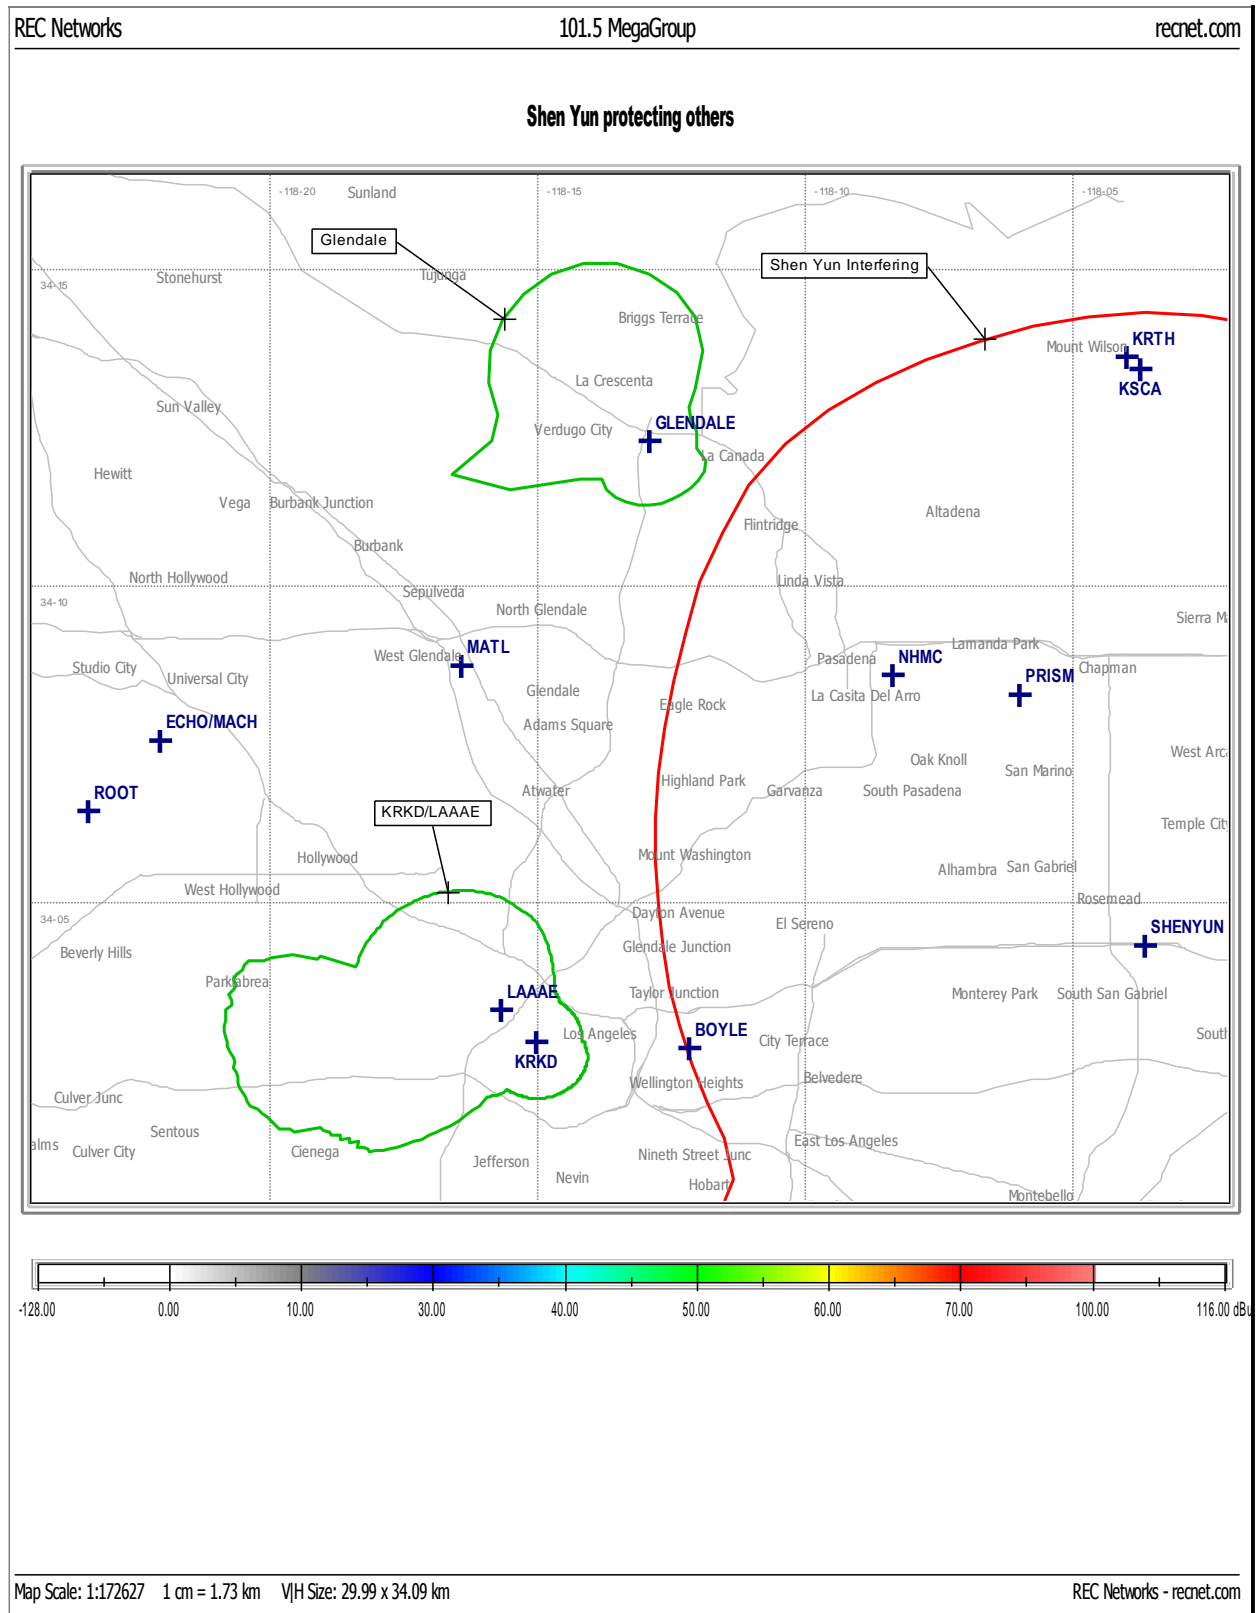 REC Networks 101.5 MegaGroup recnet.com
Shen Yun protecting others
-118-20 -118-15 -118-10 -118-05
Sunland
Glendale
Shen Yun Interfering
34-15
Stonehurst
Tujunga
Briggs Terrace
Mount Wilson
KRTH
KSCA
La Crescenta
Sun Valley
Verdugo City
GLENDALE
La Canada
Hewitt
Vega
Burbank Junction
Altadena
Flintridge
Burbank
North Hollywood
Sepulveda
Linda Vista
34-10
North Glendale
Sierra M
MATL
West Glendale
Lamanda Park
Pasadena
NHMC
Chapman
Studio City
Universal City
PRISM
Glendale
La Casita Del Arro
Eagle Rock
ECHO/MACH
Adams Square
West Arc
Oak Knoll
San Marino
ROOT
Atwater
Highland Park
Garvanza
South Pasadena
KRKD/LAAAE
Temple City
Hollywood
Mount Washington
Alhambra
San Gabriel
West Hollywood
Rosemead
34-05
Dayton Avenue
El Sereno
SHENYUN
Beverly Hills
Glendale Junction
Parklabrea
LAAAE
Taylor Junction
Monterey Park
South San Gabriel
Los Angeles
BOYLE
City Terrace
South
KRKD
Wellington Heights
Belvedere
Culver Junc
Sentous
East Los Angeles
alms
Culver City
Cienega
Jefferson
Nineth Street Junc
Nevin
Hobart
Montebello
-128.00 0.00 10.00 30.00 40.00 50.00 60.00 70.00 100.00 116.00 dBu
Map Scale: 1:172627 1 cm = 1.73 km V|H Size: 29.99 x 34.09 km REC Networks - recnet.com